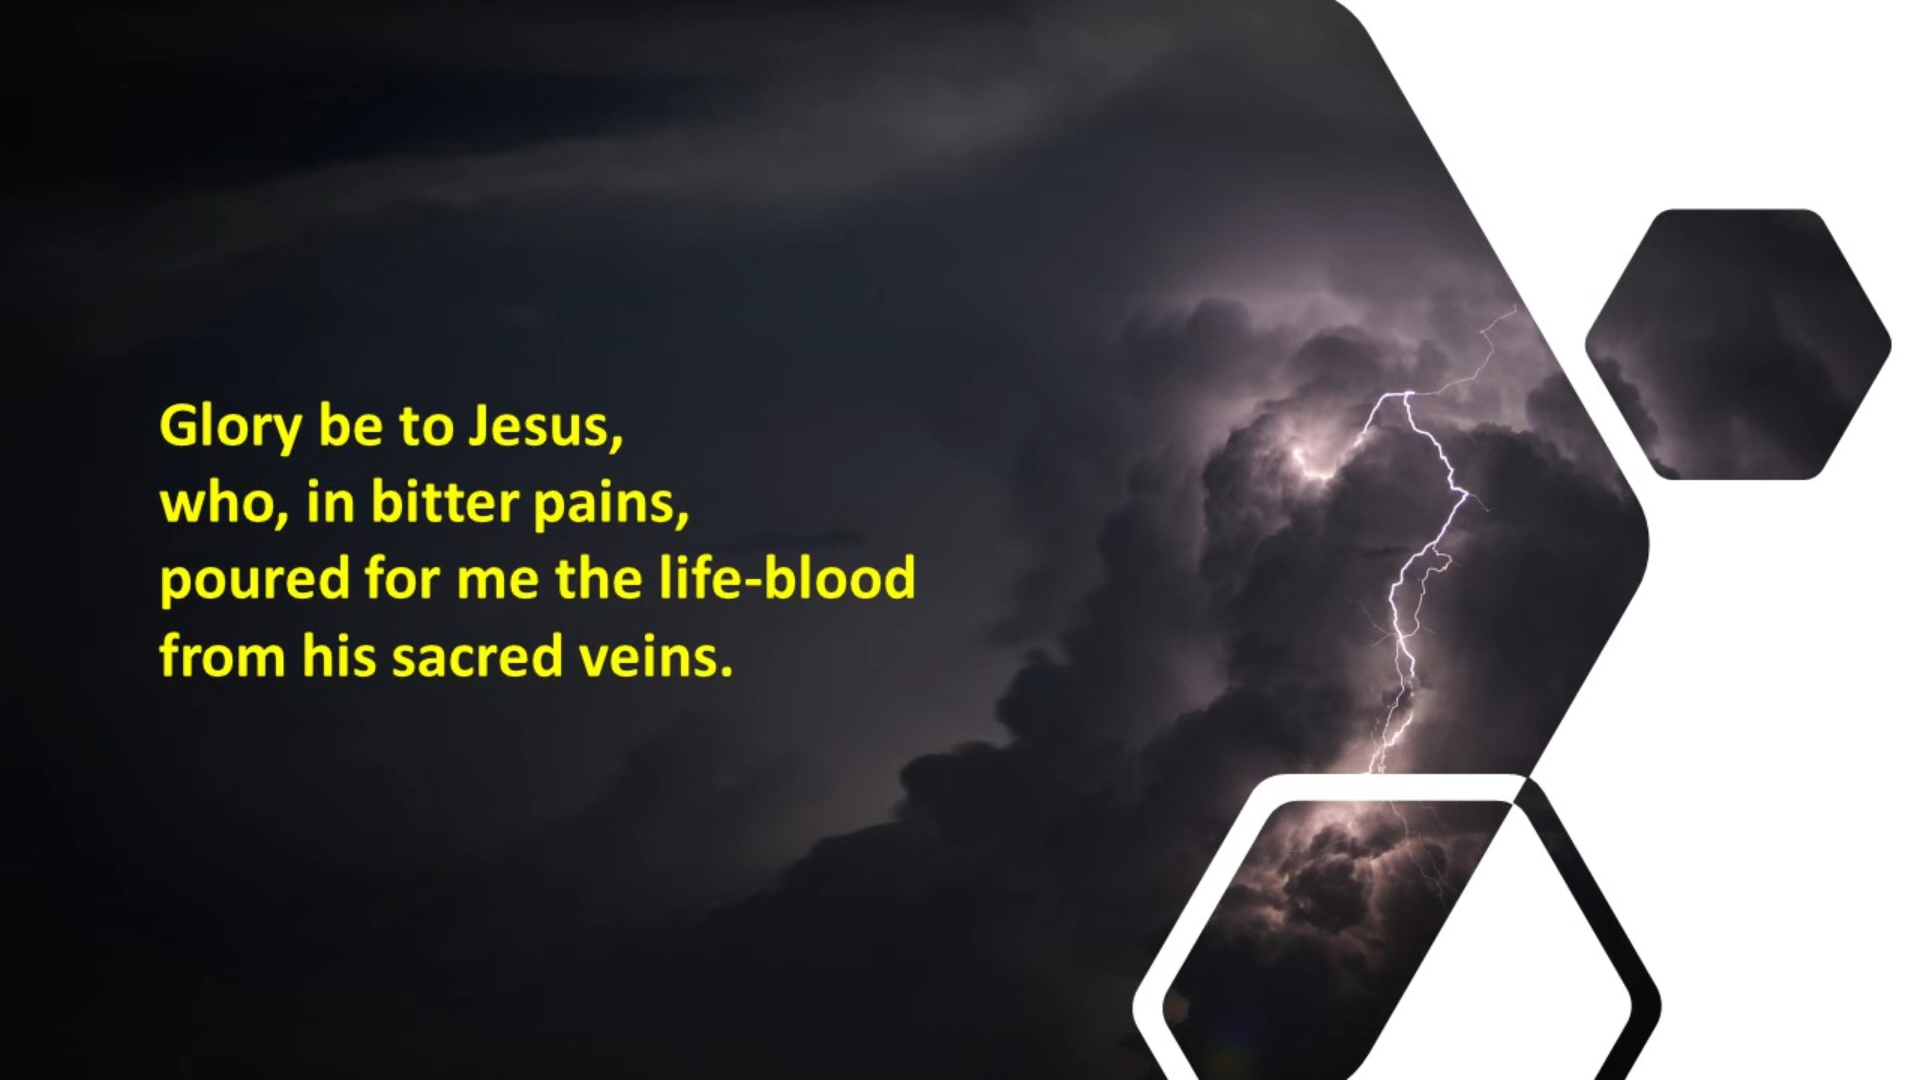 Glory be to Jesus,
who, in bitter pains,
poured for me the life-blood
from his sacred veins.